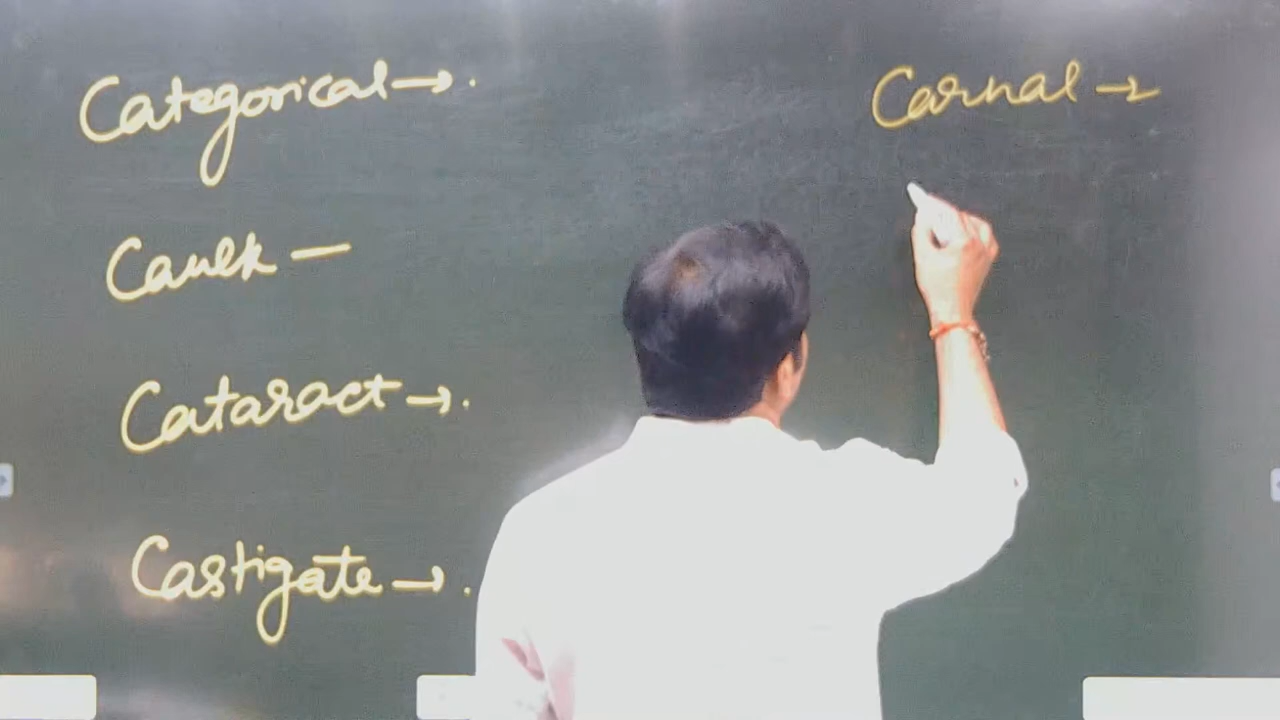 Categorical → .
Caulk —
Cataract → .
Castigate → .
Carnal →